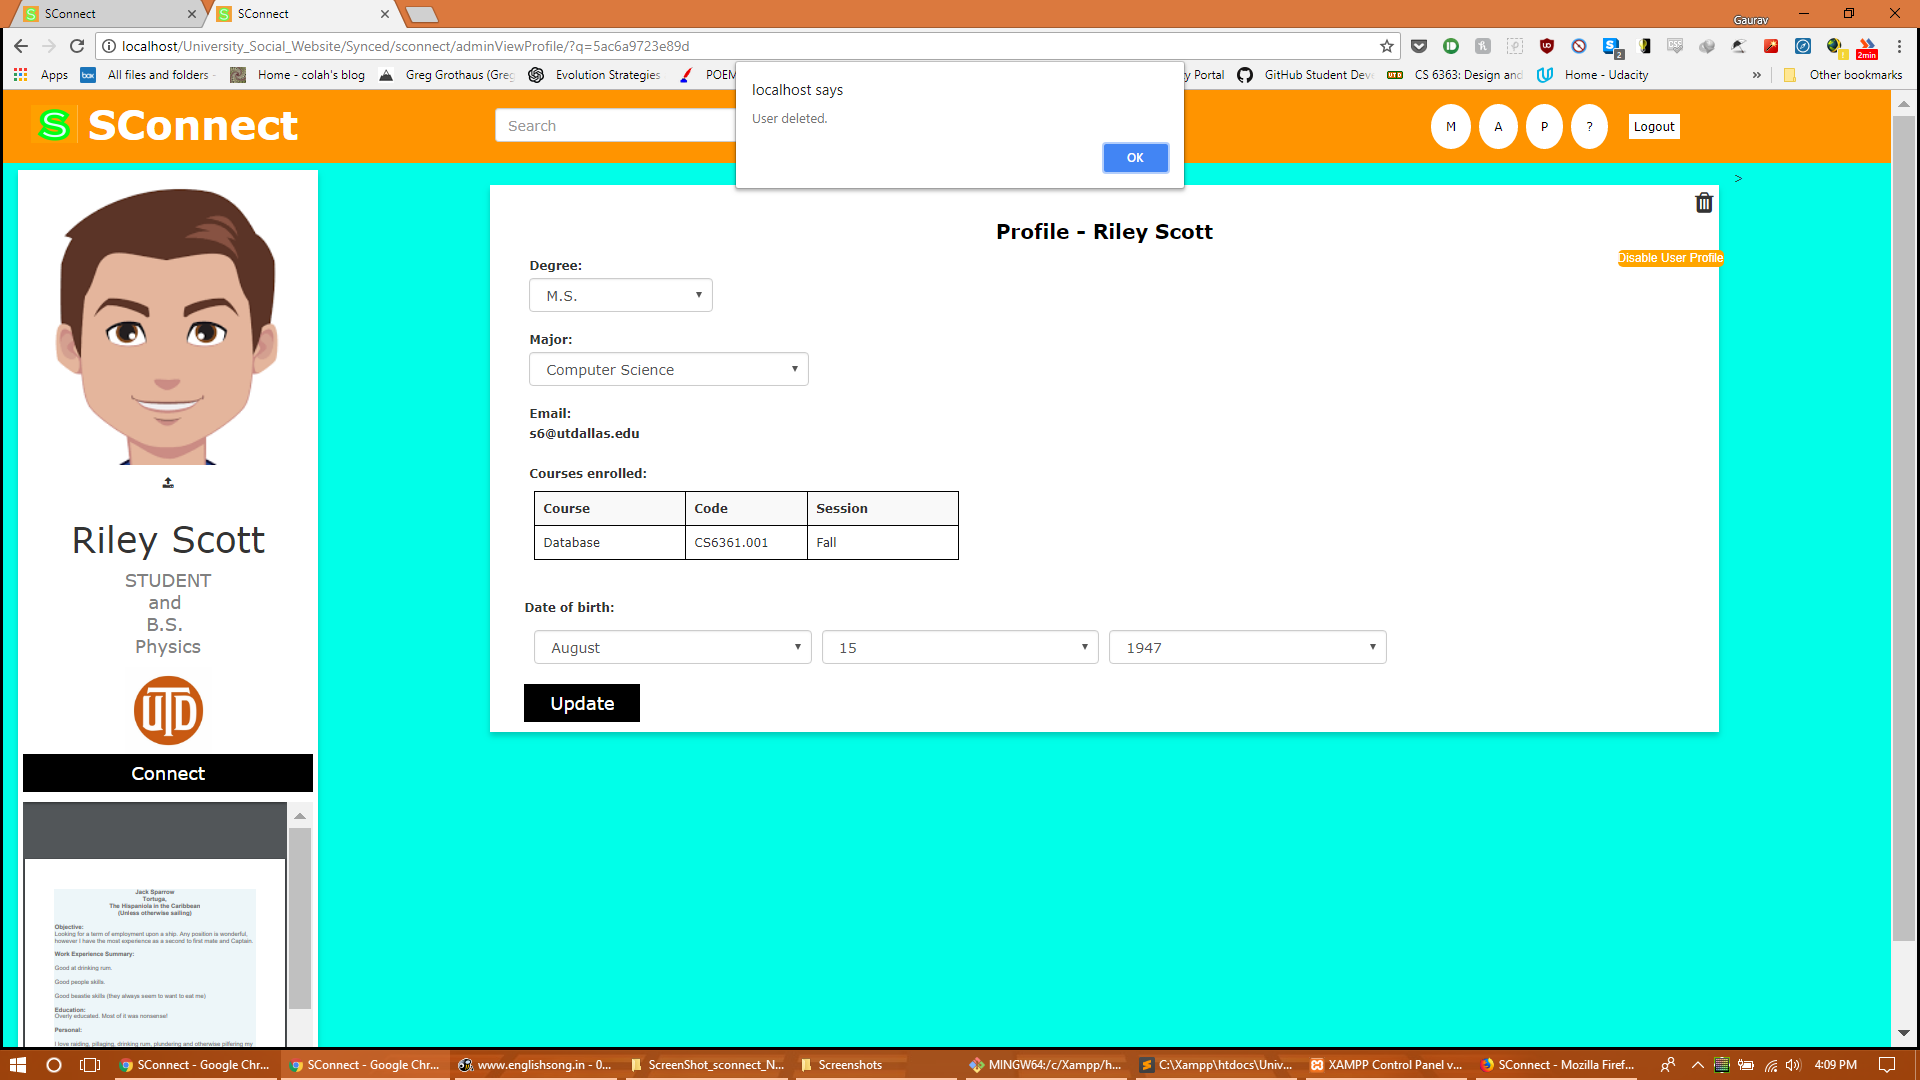 SConnect
SConnect
Gaurav
localhost/University_Social_Website/Synced/sconnect/adminViewProfile/?q=5ac6a9723e89d
2
CSS
1
2min
Apps
box
All files and folders -
Home - colah's blog
Greg Grothaus (Greg
Evolution Strategies
POEM
y Portal
GitHub Student Dev
UTD
CS 6363: Design and
Home - Udacity
»
Other bookmarks
localhost says
User deleted.
OK
S SConnect
Search
M
A
P
?
Logout
>
Profile - Riley Scott
Disable User Profile
Degree:
M.S.
Major:
Computer Science
Email:
s6@utdallas.edu
Courses enrolled:
Course Code Session
Database CS6361.001 Fall
Date of birth:
August 15 1947
Update
Riley Scott
STUDENT
and
B.S.
Physics
UTD
Connect
Jack Sparrow
Tortuga,
The Hispaniola in the Caribbean
(Unless otherwise sailing)
Objective:
Looking for a term of employment upon a ship. Any position is wonderful,
however I have the most experience as a second to first mate and Captain.
Work Experience Summary:
Good at drinking rum.
Good people skills.
Good beastie skills (they always seem to want to eat me)
Education:
Overly educated. Most of it was nonsense!
Personal:
I love raiding, pillaging, drinking rum, plundering and otherwise pilfering my
SConnect - Google Chr...
SConnect - Google Chr...
www.englishsong.in - 0...
ScreenShot_sconnect_N...
Screenshots
MINGW64:/c/Xampp/h...
C:\Xampp\htdocs\Univ...
XAMPP Control Panel v...
SConnect - Mozilla Firef...
4:09 PM